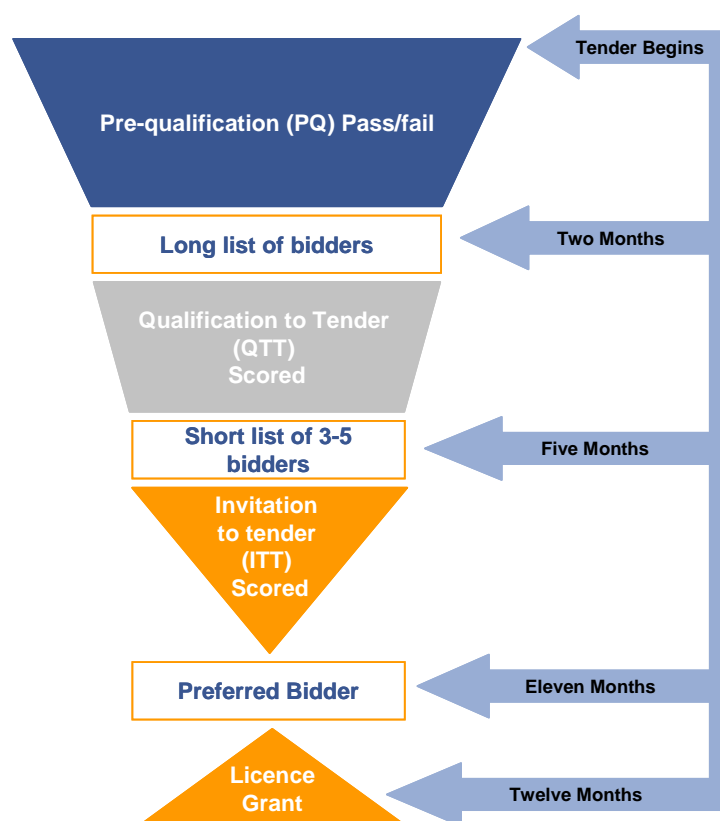 Tender Begins
Pre-qualification (PQ) Pass/fail
Long list of bidders
Two Months
Qualification to Tender
(QTT)
Scored
Short list of 3-5
bidders
Five Months
Invitation
to tender
(ITT)
Scored
Preferred Bidder
Eleven Months
Licence
Grant
Twelve Months